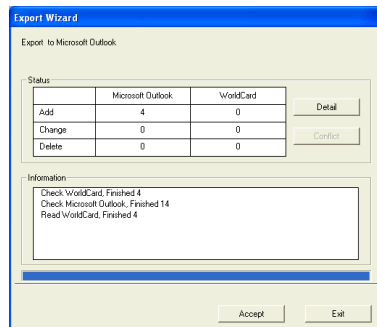 Export Wizard
Export to Microsoft Outlook
Status
Microsoft Outlook WorldCard
Add 4 0
Detail
Change 0 0
Conflict
Delete 0 0
Information
Check WorldCard, Finished 4
Check Microsoft Outlook, Finished 14
Read WorldCard, Finished 4
Accept Exit